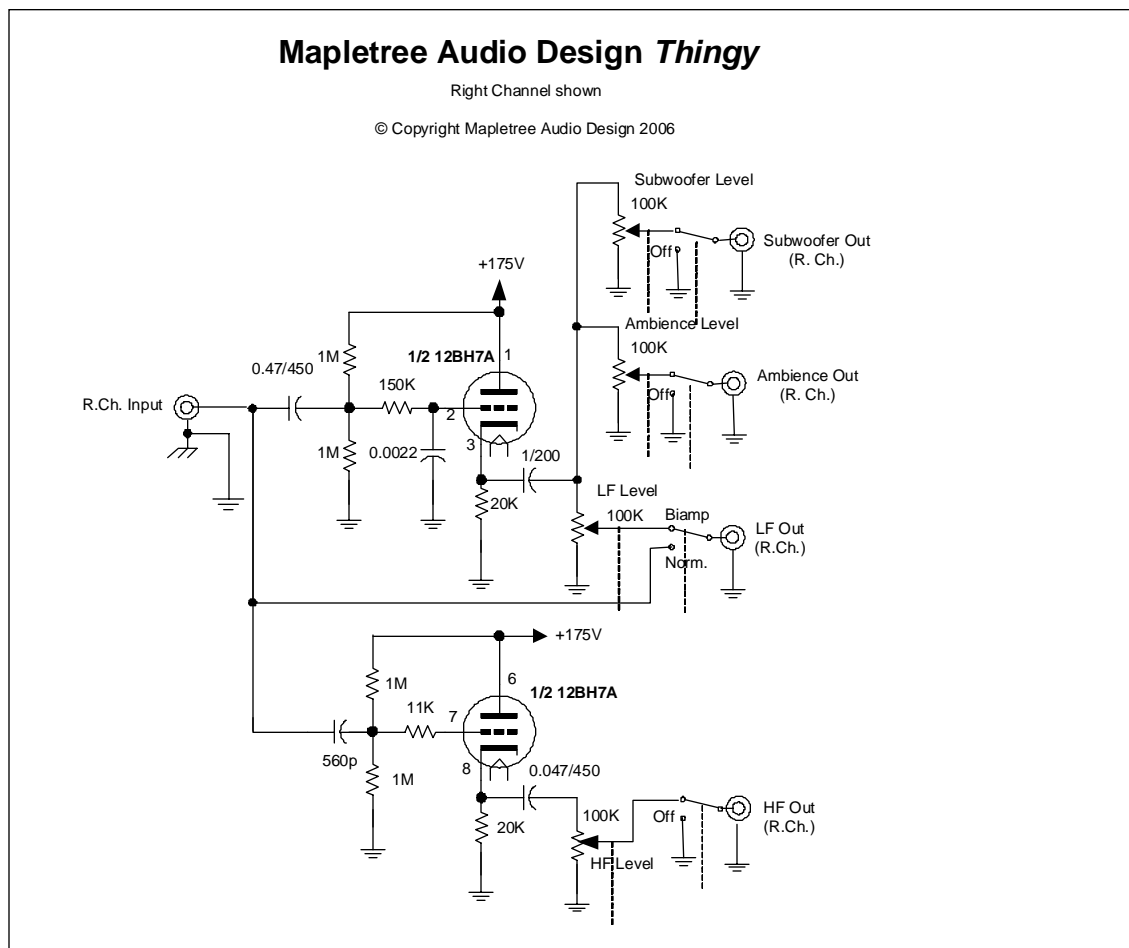 Mapletree Audio Design Thingy
Right Channel shown
© Copyright Mapletree Audio Design 2006
Subwoofer Level
100K
Off
Subwoofer Out
(R. Ch.)
+175V
Ambience Level
100K
Off
Ambience Out
(R. Ch.)
1M
1/2 12BH7A
1
0.47/450
150K
R.Ch. Input
2
3
1M
0.0022
1/200
20K
LF Level
100K
Biamp
Norm.
LF Out
(R.Ch.)
+175V
6
1M
1/2 12BH7A
11K
7
560p
8
1M
0.047/450
20K
100K
HF Level
Off
HF Out
(R.Ch.)